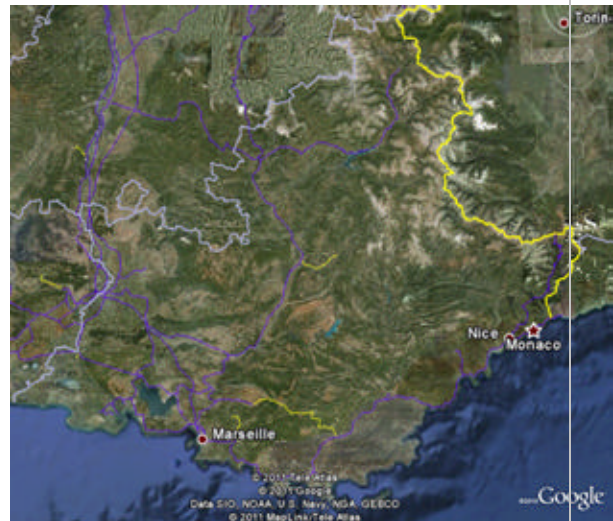 Torin
Nice
Monaco
Marseille
© 2011 Tele Atlas
© 2011 Google
Data SIO, NOAA, U.S. Navy, NGA, GEBCO
© 2011 MapLink/Tele Atlas
©2010 Google